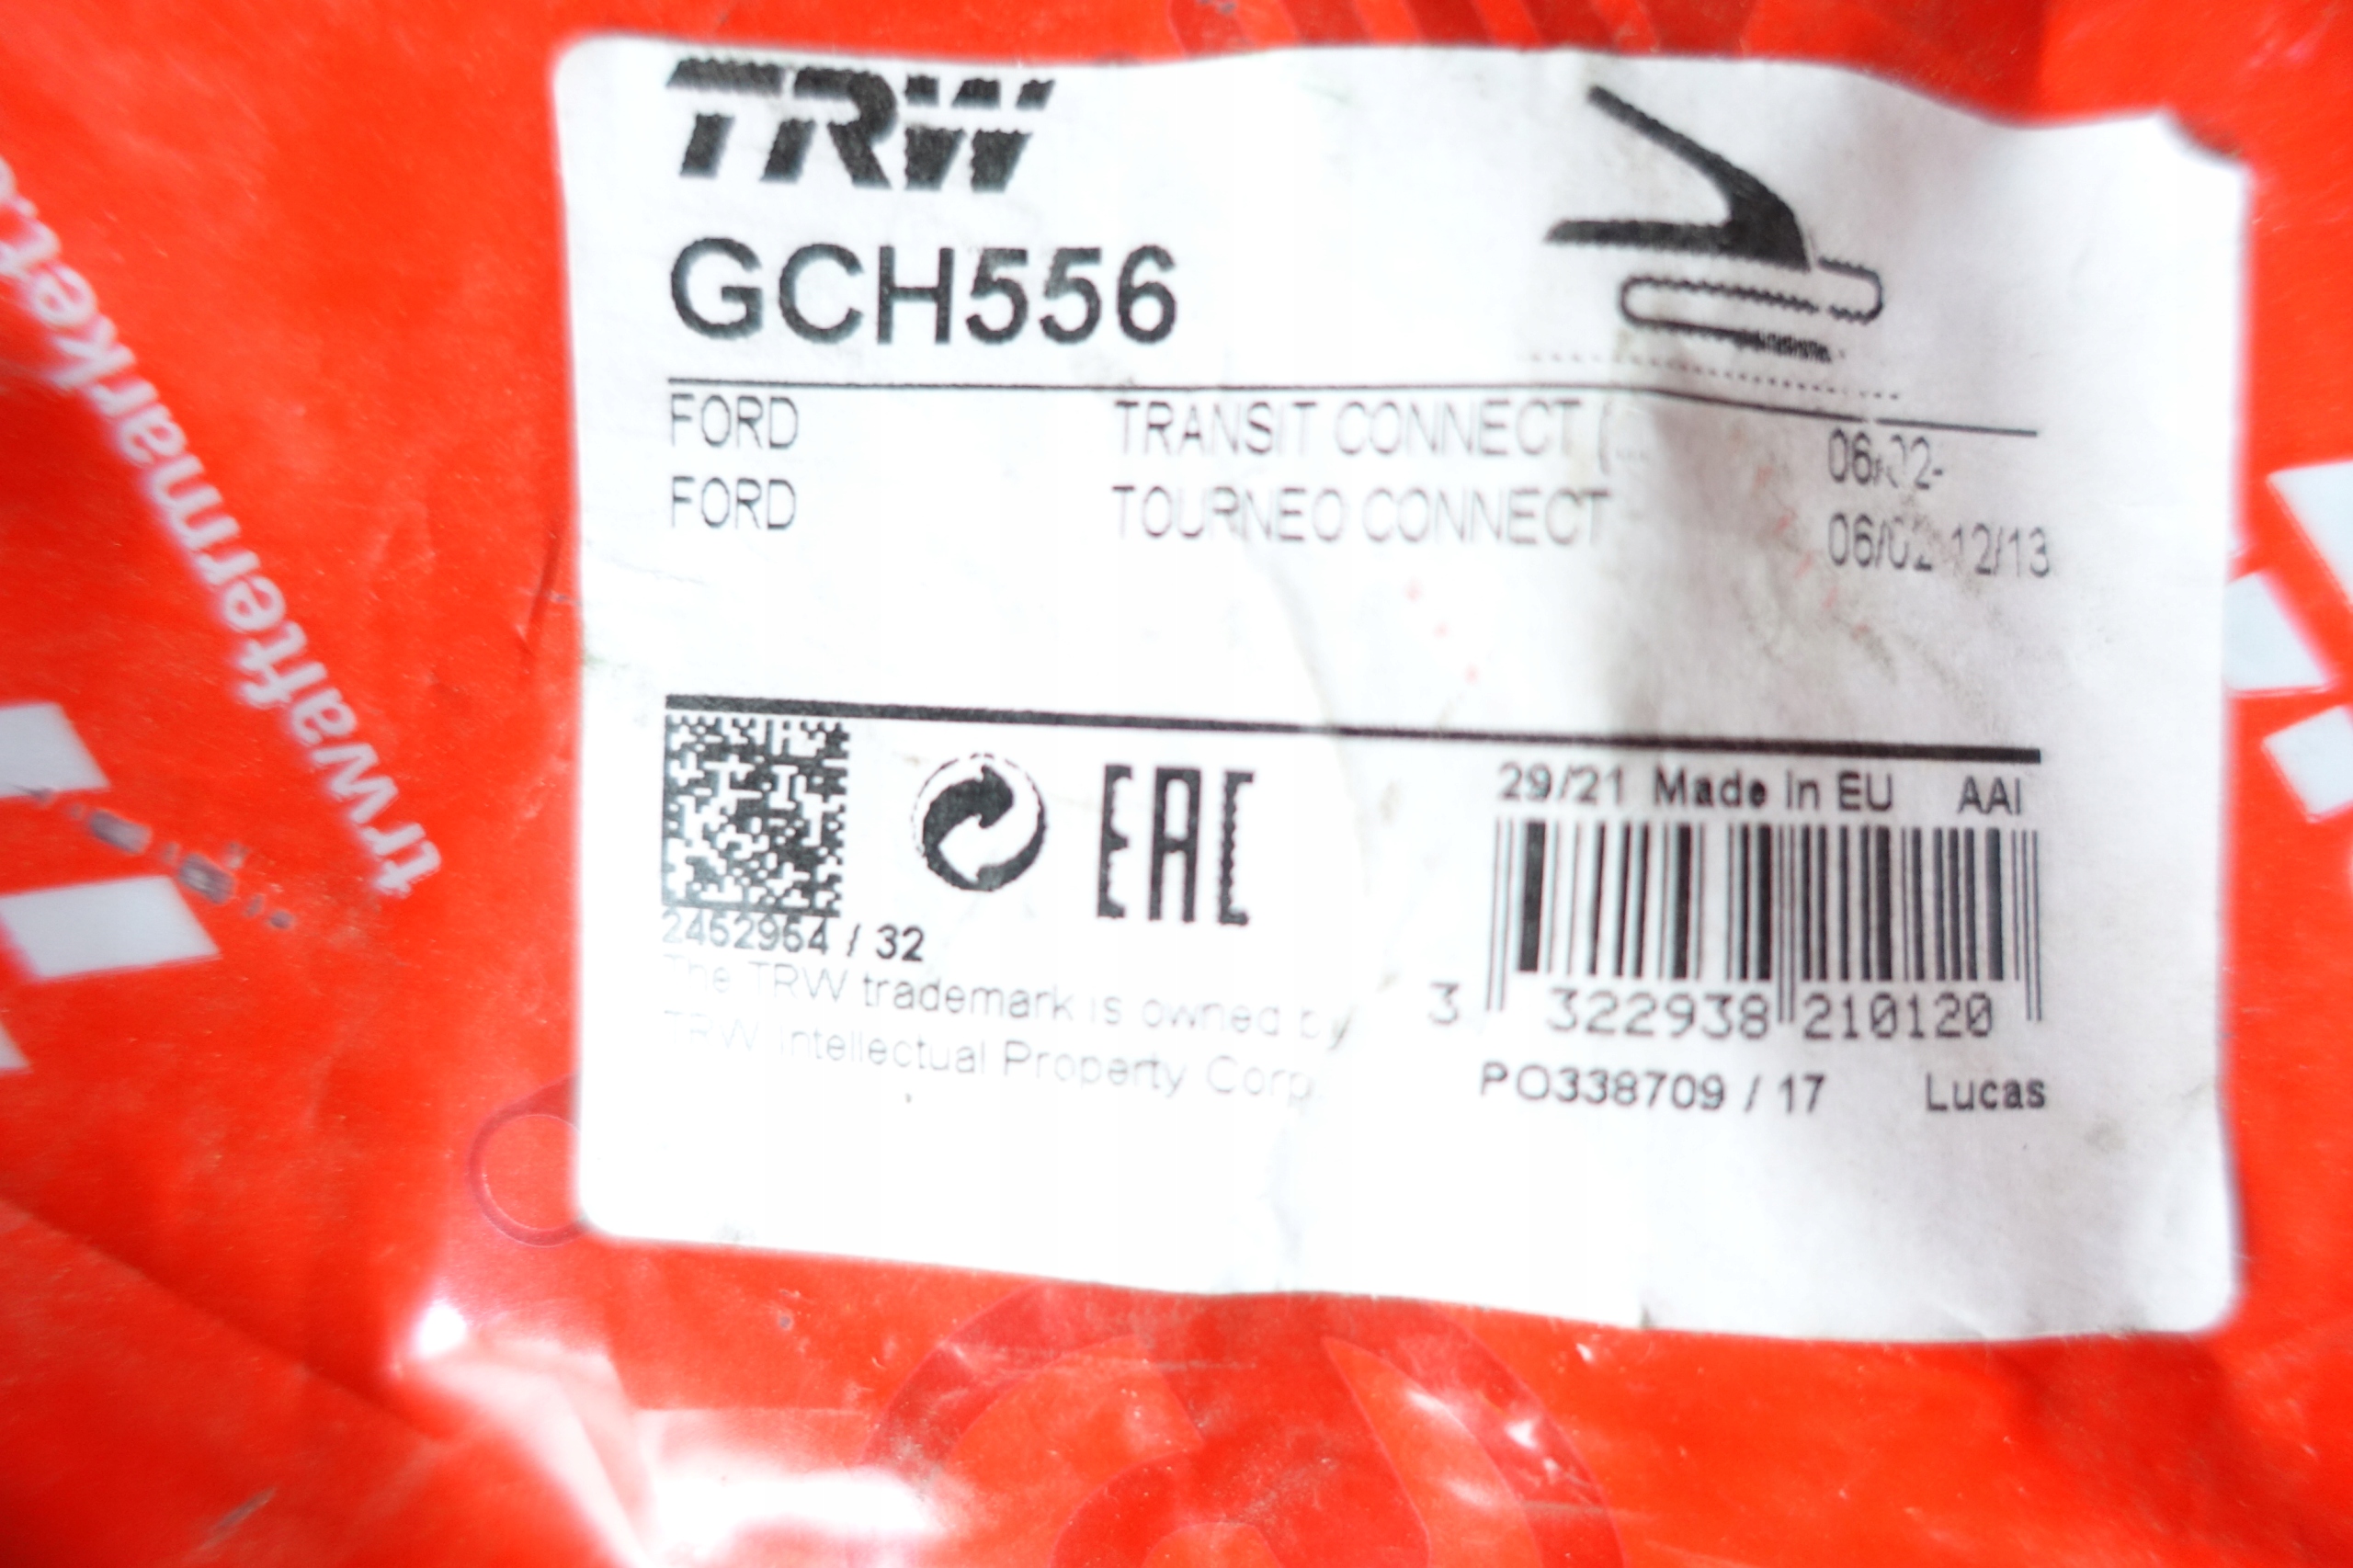 TRW
GCH556
FORD TRANSIT CONNECT (... 06/02-
FORD TOURNEO CONNECT 06/02-12/13
29/21 Made in EU AAI
EAC
2452964 / 32
The TRW trademark is owned by
TRW Intellectual Property Corp.
3 322938 210120
PO338709 / 17 Lucas
trwaftermarket.